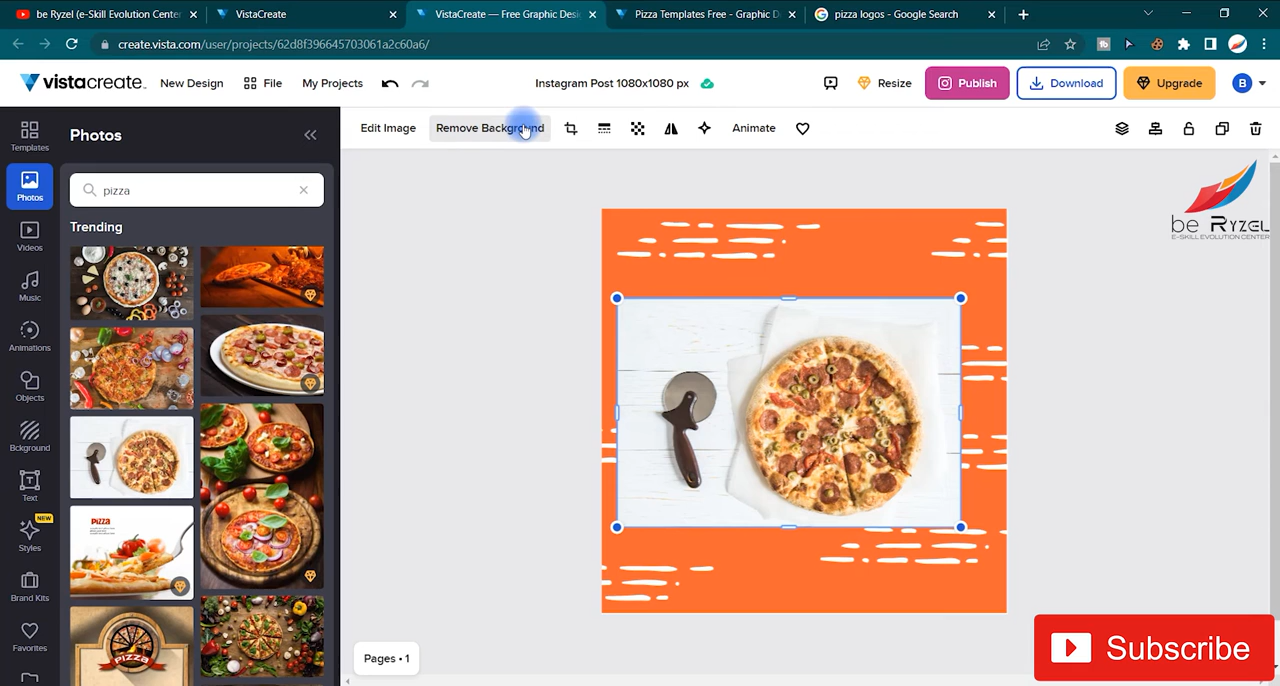 be Ryzel (e-Skill Evolution Center
VistaCreate
VistaCreate — Free Graphic Desi
Pizza Templates Free - Graphic D
pizza logos - Google Search
create.vista.com/user/projects/62d8f396645703061a2c60a6/
vistacreate
New Design
File
My Projects
Instagram Post 1080x1080 px
Resize
Publish
Download
Upgrade
B
Templates
Photos
Videos
Music
Animations
Objects
Bckground
Text
NEW
Styles
Brand Kits
Favorites
Photos
pizza
Trending
Pizza
PIZZA
Edit Image
Remove Background
Animate
be RYZEL
E-SKILL EVOLUTION CENTER
Pages • 1
Subscribe